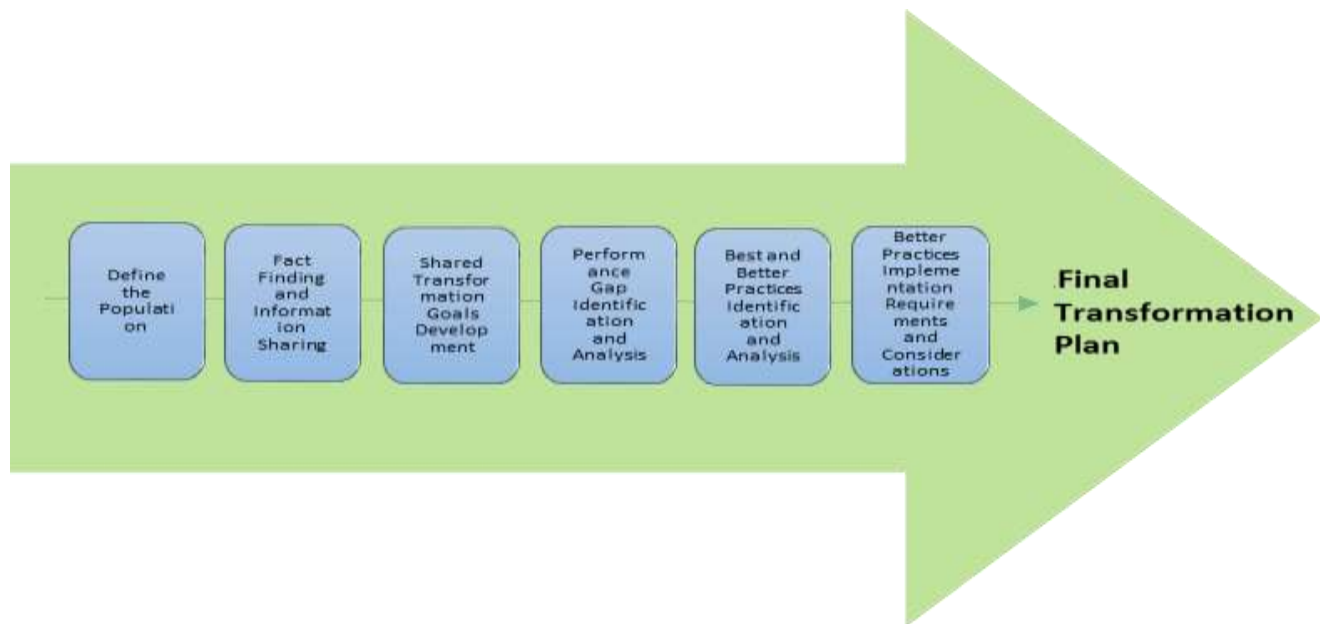 Define
the
Populati
on
Fact
Finding
and
Informat
ion
Sharing
Shared
Transfor
mation
Goals
Develop
ment
Perform
ance
Gap
Identific
ation
and
Analysis
Best and
Better
Practices
Identific
ation
and
Analysis
Better
Practices
Impleme
ntation
Require
ments
and
Consider
ations
Final
Transformation
Plan